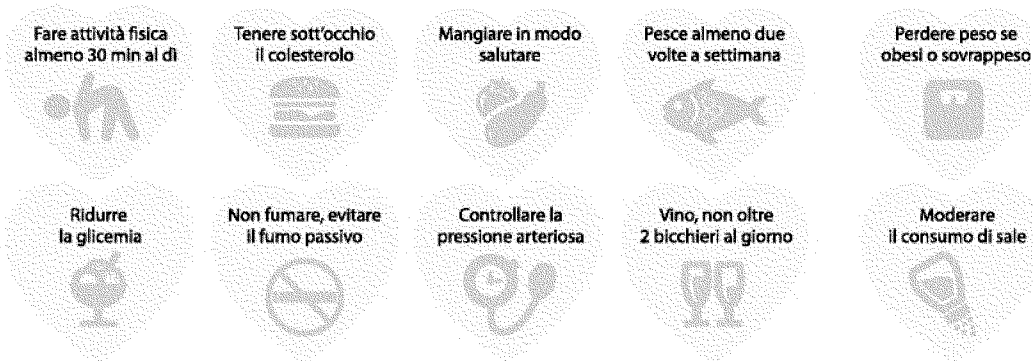 Fare attività fisica
almeno 30 min al dì
Tenere sott'occhio
il colesterolo
Mangiare in modo
salutare
Pesce almeno due
volte a settimana
Perdere peso se
obesi o sovrappeso
Ridurre
la glicemia
Non fumare, evitare
il fumo passivo
Controllare la
pressione arteriosa
Vino, non oltre
2 bicchieri al giorno
Moderare
il consumo di sale